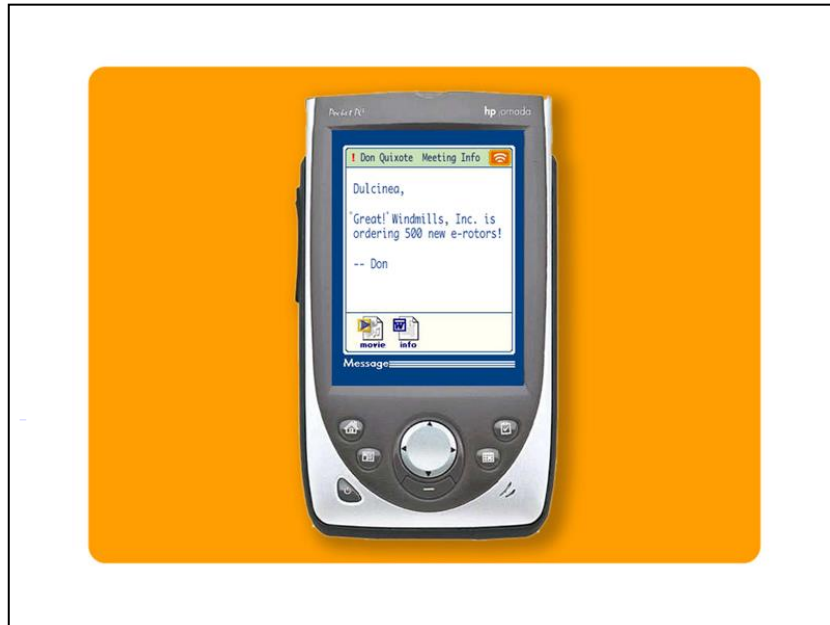 Pocket PC
hp jornada
! Don Quixote Meeting Info
Dulcinea,
"Great!" Windmills, Inc. is
ordering 500 new e-rotors!
-- Don
W
movie info
Message